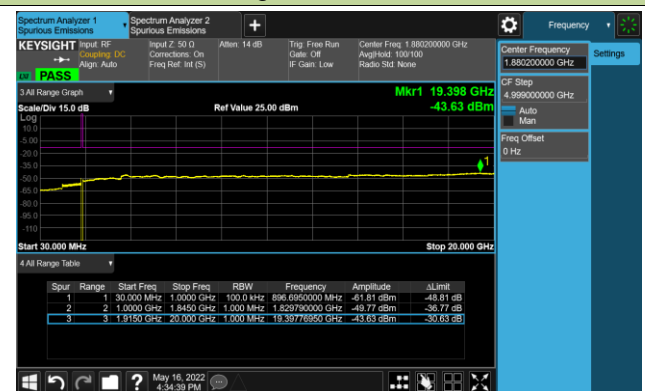 Spectrum Analyzer 1
Spurious Emissions
Spectrum Analyzer 2
Spurious Emissions
+
Frequency
KEYSIGHT
Input: RF
Coupling: DC
Align: Auto
Input Z: 50 Ω
Corrections: On
Freq Ref: Int (S)
Atten: 14 dB
Trig: Free Run
Gate: Off
IF Gain: Low
Center Freq: 1.880200000 GHz
Avg|Hold: 100/100
Radio Std: None
PASS
Center Frequency
1.880200000 GHz
Settings
CF Step
4.999000000 GHz
Auto
Man
Freq Offset
0 Hz
3 All Range Graph
Mkr1 19.398 GHz
Scale/Div 15.0 dB
Ref Value 25.00 dBm
-43.63 dBm
Log
10.0
-5.00
-20.0
-35.0
-50.0
-65.0
-80.0
-95.0
-110
1
Start 30.000 MHz
Stop 20.000 GHz
4 All Range Table
Spur Range Start Freq Stop Freq RBW Frequency Amplitude ΔLimit
1 1 30.000 MHz 1.0000 GHz 100.0 kHz 896.6950000 MHz -61.81 dBm -48.81 dB
2 2 1.0000 GHz 1.8450 GHz 1.000 MHz 1.829790000 GHz -49.77 dBm -36.77 dB
3 3 1.9150 GHz 20.000 GHz 1.000 MHz 19.39776950 GHz -43.63 dBm -30.63 dB
?
May 16, 2022
4:34:39 PM